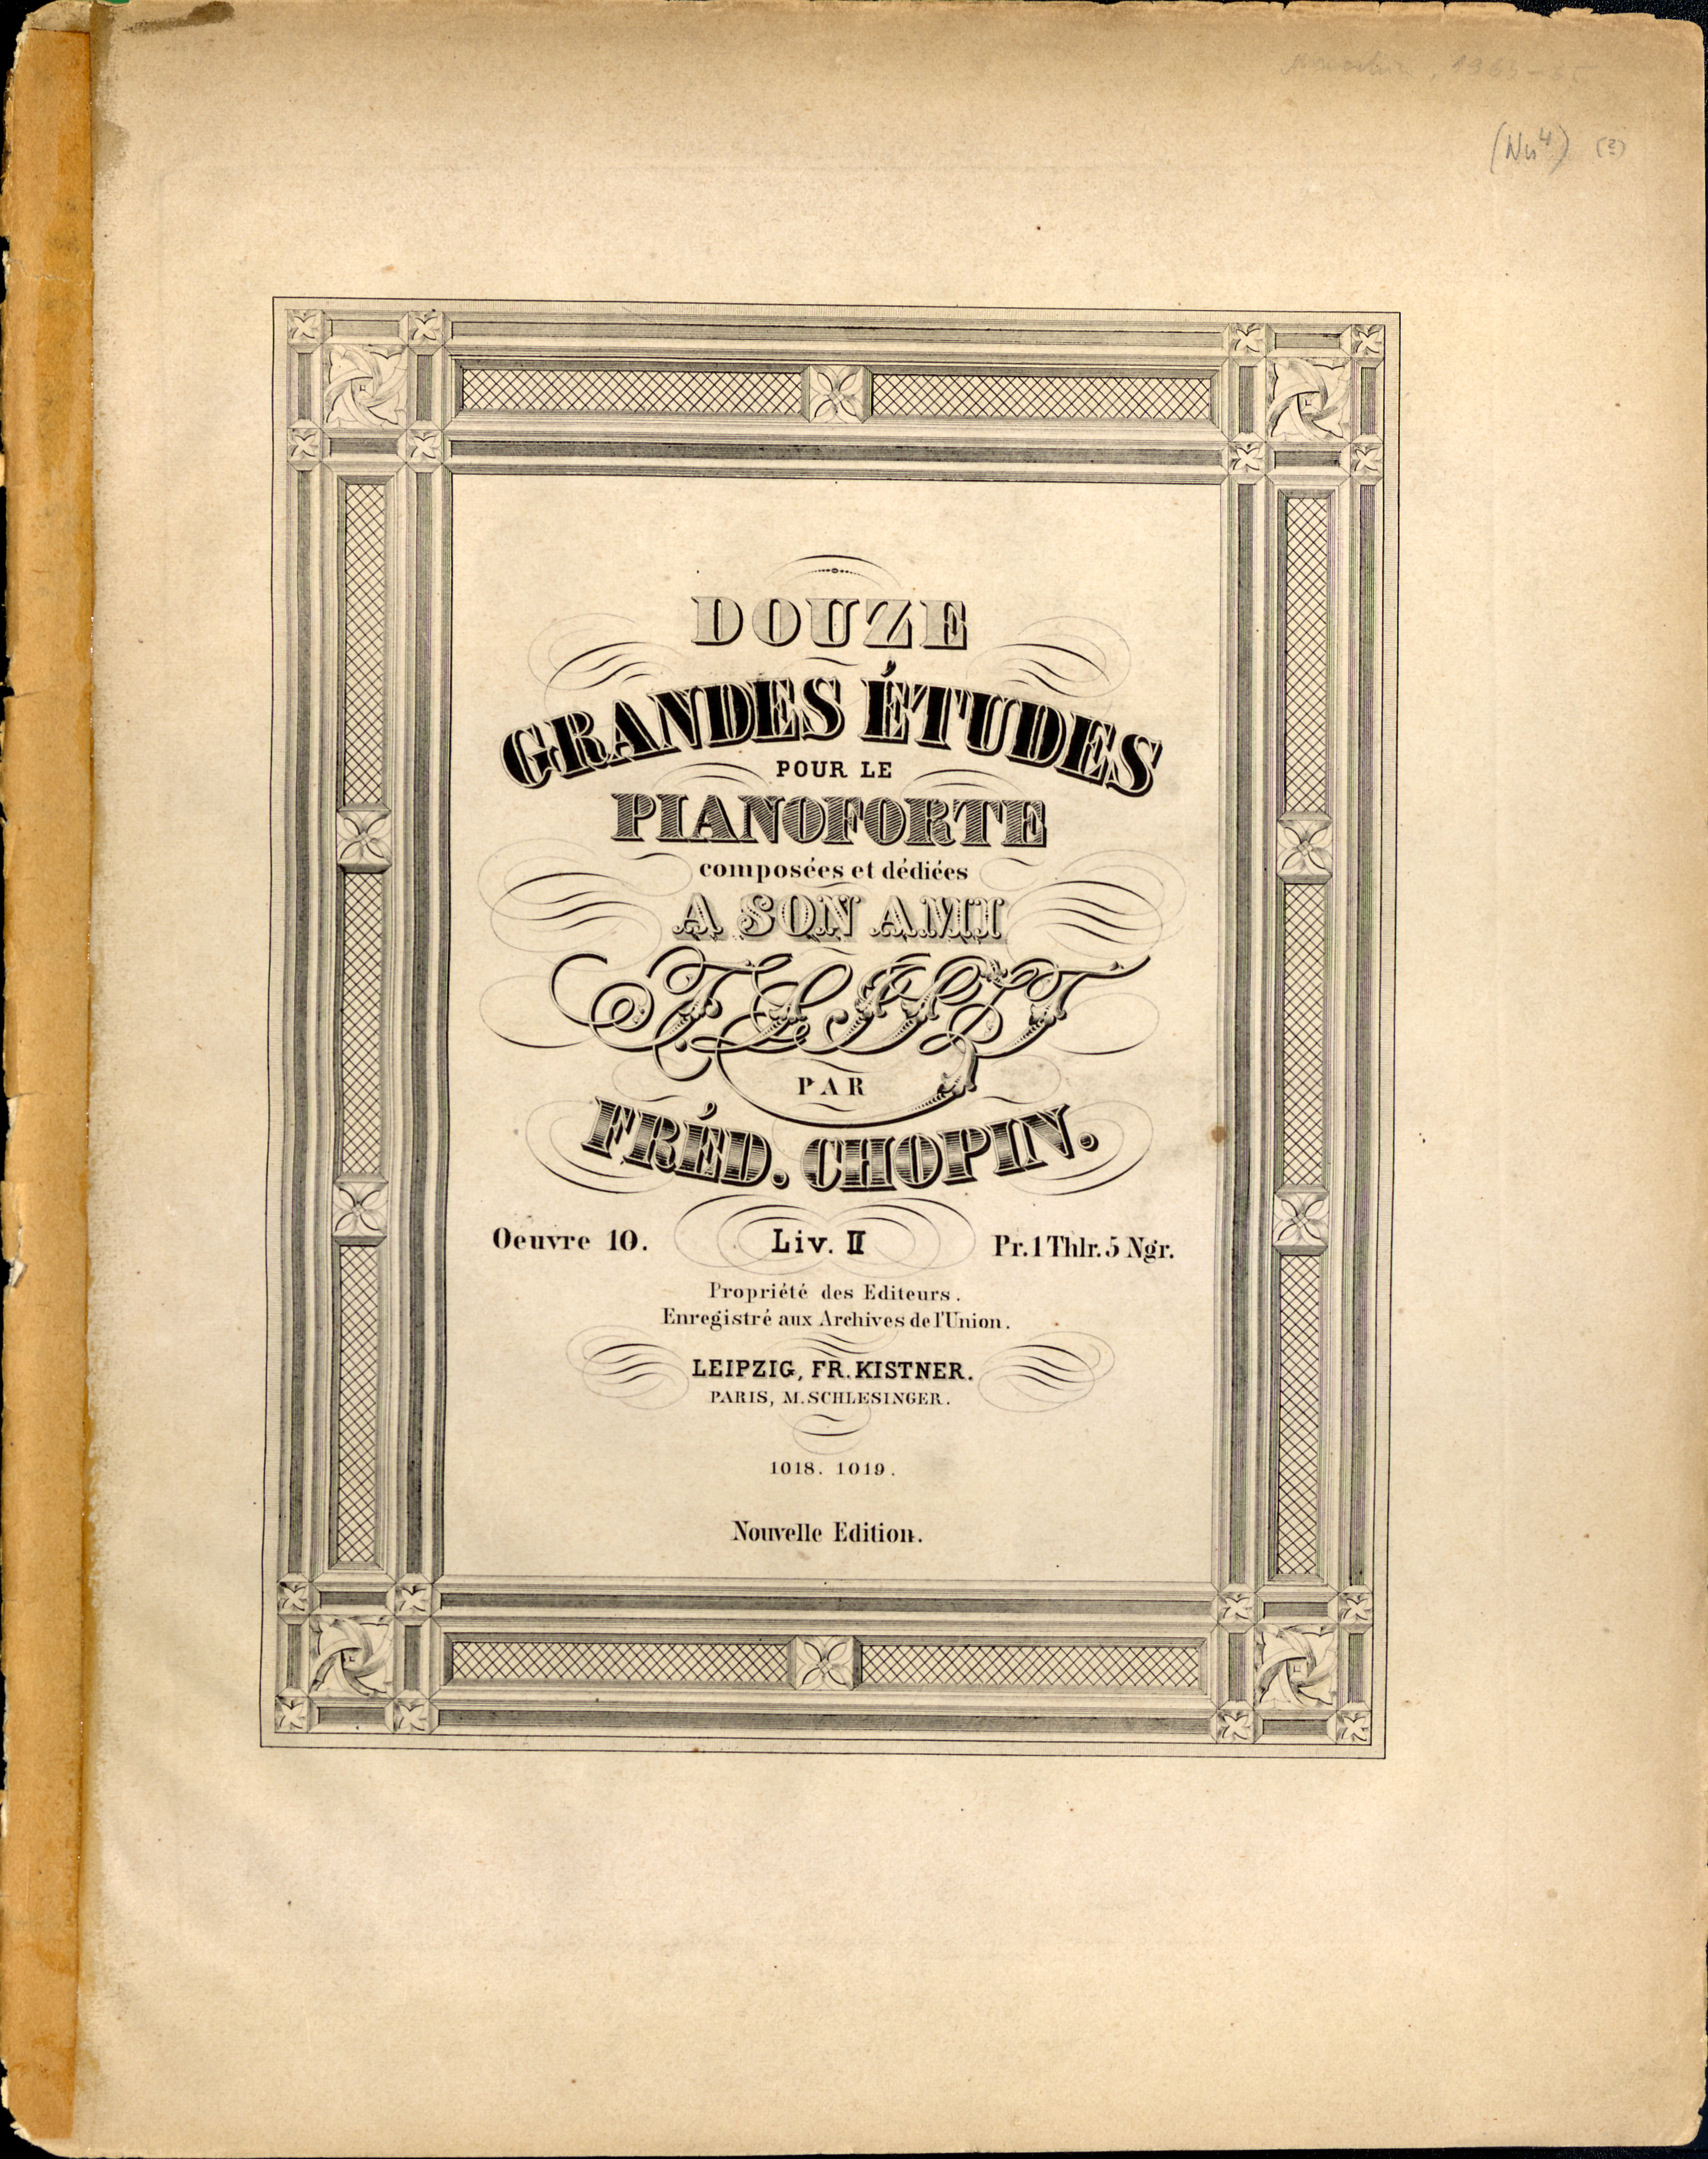 (Nu4) (2)
DOUZE
GRANDES ÉTUDES
POUR LE
PIANOFORTE
composées et dédiées
A SON AMI
F. LISZT
PAR
FRÉD. CHOPIN.
Oeuvre 10. Liv. II Pr. 1 Thlr. 5 Ngr.
Propriété des Editeurs.
Enregistré aux Archives de l'Union.
LEIPZIG, FR. KISTNER.
PARIS, M. SCHLESINGER.
1018. 1019.
Nouvelle Edition.